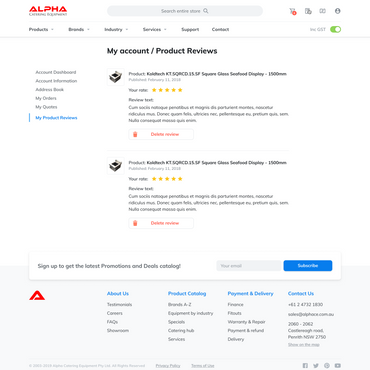 ALPHA
CATERING EQUIPMENT
Search entire store
Products
Brands
Industry
Services
Support
Contact
Inc GST
My account / Product Reviews
Account Dashboard
Account Information
Address Book
My Orders
My Quotes
My Product Reviews
Product: Koldtech KT.SQRCD.15.SF Square Glass Seafood Display - 1500mm
Published: February 11, 2018
Your rate:
Review text:
Cum sociis natoque penatibus et magnis dis parturient montes, nascetur
ridiculus mus. Donec quam felis, ultricies nec, pellentesque eu, pretium quis, sem.
Nulla consequat massa quis enim.
Delete review
Product: Koldtech KT.SQRCD.15.SF Square Glass Seafood Display - 1500mm
Published: February 11, 2018
Your rate:
Review text:
Cum sociis natoque penatibus et magnis dis parturient montes, nascetur
ridiculus mus. Donec quam felis, ultricies nec, pellentesque eu, pretium quis, sem.
Nulla consequat massa quis enim.
Delete review
Sign up to get the latest Promotions and Deals catalog!
Your email
Subscribe
About Us
Testimonials
Careers
FAQs
Showroom
Product Catalog
Brands A-Z
Equipment by industry
Specials
Catering hub
Services
Payment & Delivery
Finance
Fitouts
Warranty & Repair
Payment & refund
Delivery
Contact Us
+61 2 4732 1830
sales@alphace.com.au
2060 - 2062
Castlereagh road,
Penrith NSW 2750
Show on the map
Alpha Catering Equipment Pty. Ltd. All Rights Reserved
Privacy Policy
Terms of Use